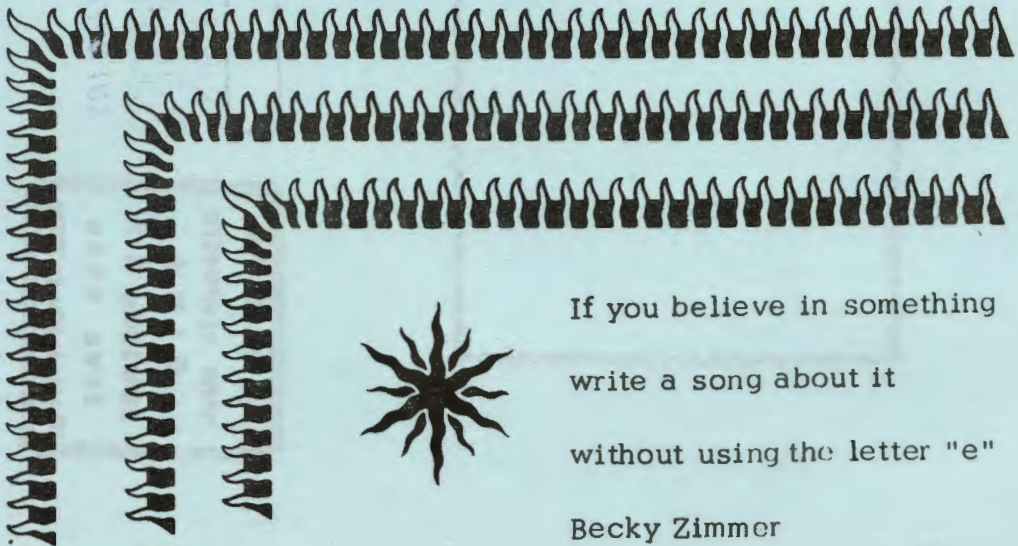 If you believe in something
write a song about it
without using the letter "e"
Becky Zimmer